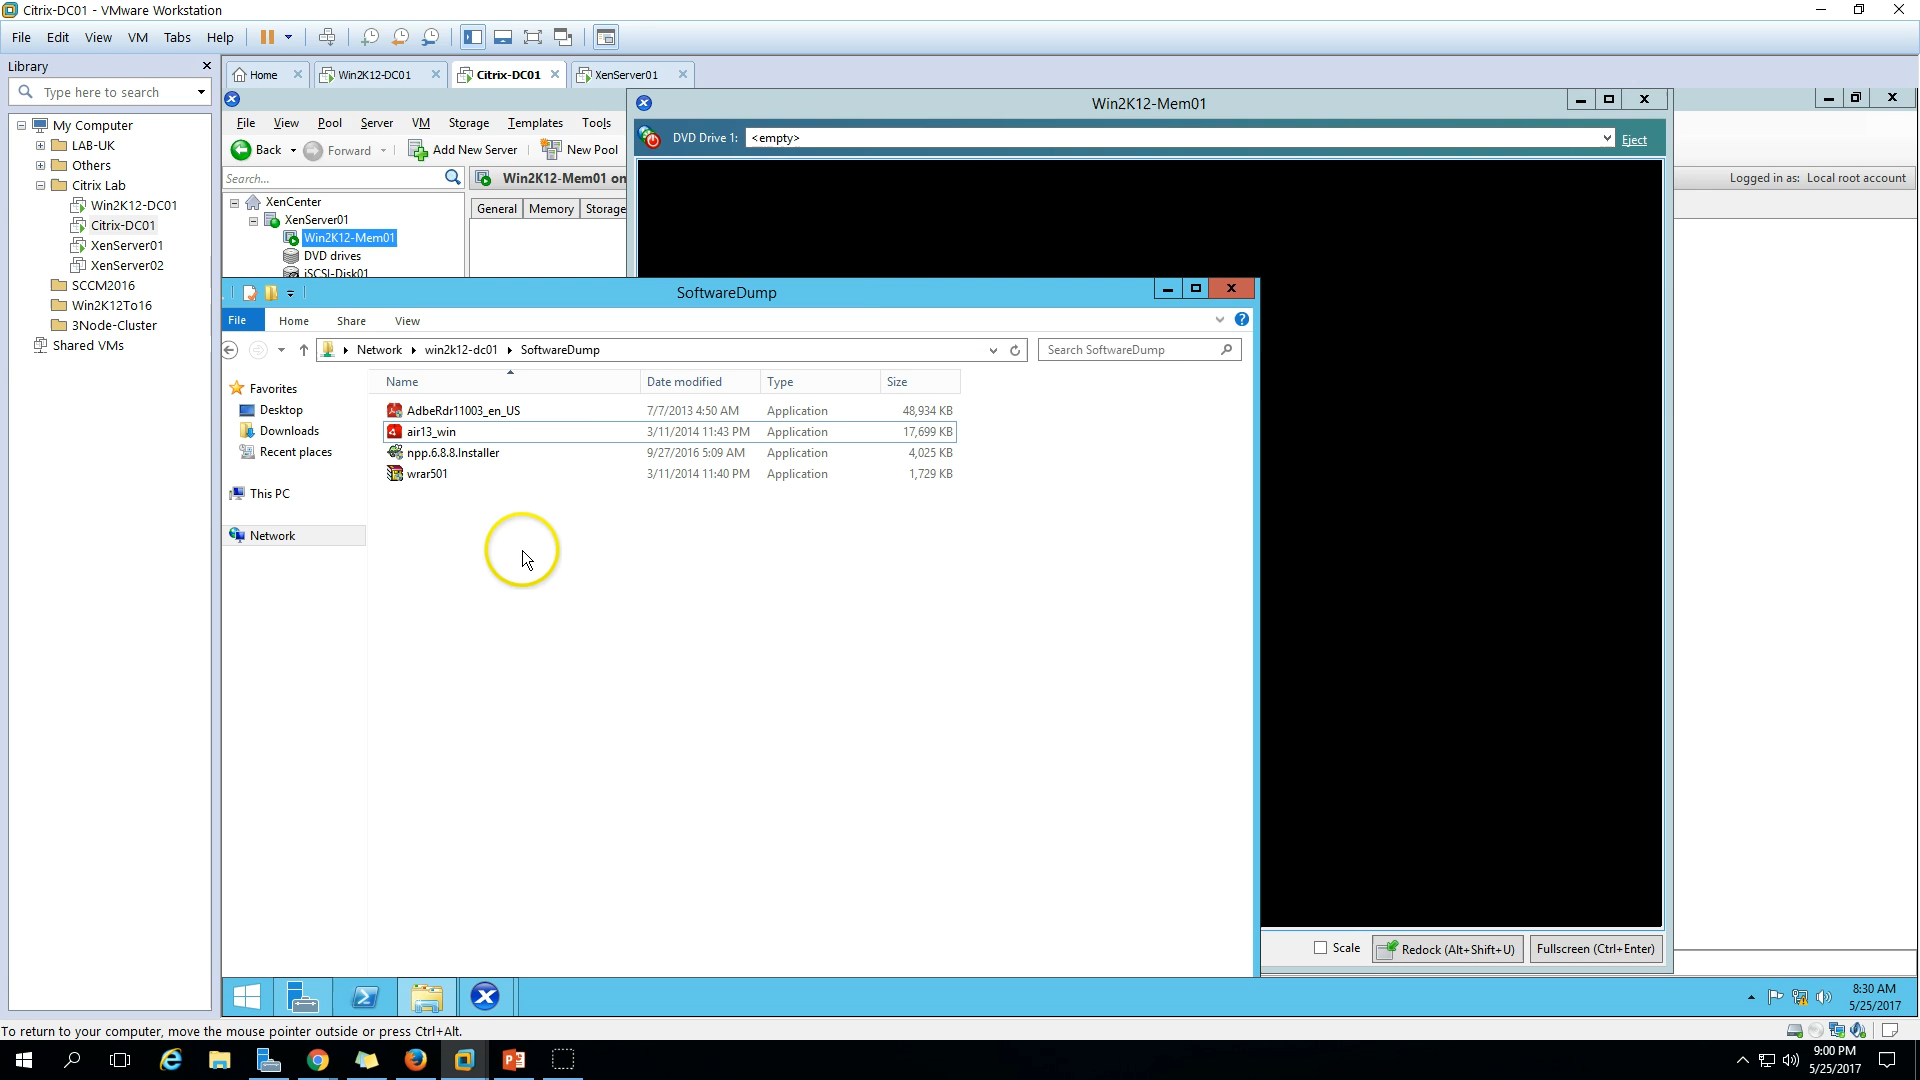 Citrix-DC01 - VMware Workstation
File Edit View VM Tabs Help
Library
Type here to search
My Computer
LAB-UK
Others
Citrix Lab
Win2K12-DC01
Citrix-DC01
XenServer01
XenServer02
SCCM2016
Win2K12To16
3Node-Cluster
Shared VMs
Home Win2K12-DC01 Citrix-DC01 XenServer01
File View Pool Server VM Storage Templates Tools
Back Forward Add New Server New Pool
Search...
Win2K12-Mem01 on
Logged in as: Local root account
General Memory Storage
XenCenter
XenServer01
Win2K12-Mem01
DVD drives
iSCSI-Disk01
Win2K12-Mem01
DVD Drive 1: <empty> Eject
SoftwareDump
File Home Share View
Network win2k12-dc01 SoftwareDump
Search SoftwareDump
Favorites
Desktop
Downloads
Recent places
This PC
Network
Name Date modified Type Size
AdbeRdr11003_en_US 7/7/2013 4:50 AM Application 48,934 KB
air13_win 3/11/2014 11:43 PM Application 17,699 KB
npp.6.8.8.Installer 9/27/2016 5:09 AM Application 4,025 KB
wrar501 3/11/2014 11:40 PM Application 1,729 KB
Scale Redock (Alt+Shift+U) Fullscreen (Ctrl+Enter)
8:30 AM
5/25/2017
To return to your computer, move the mouse pointer outside or press Ctrl+Alt.
9:00 PM
5/25/2017